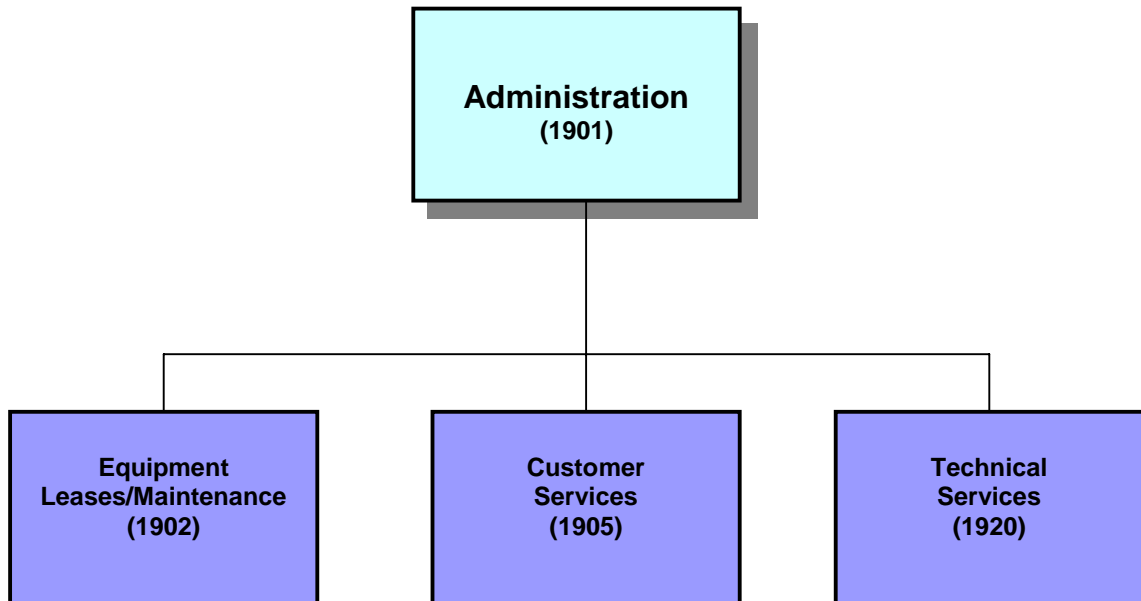 Administration
(1901)
Equipment
Leases/Maintenance
(1902)
Customer
Services
(1905)
Technical
Services
(1920)